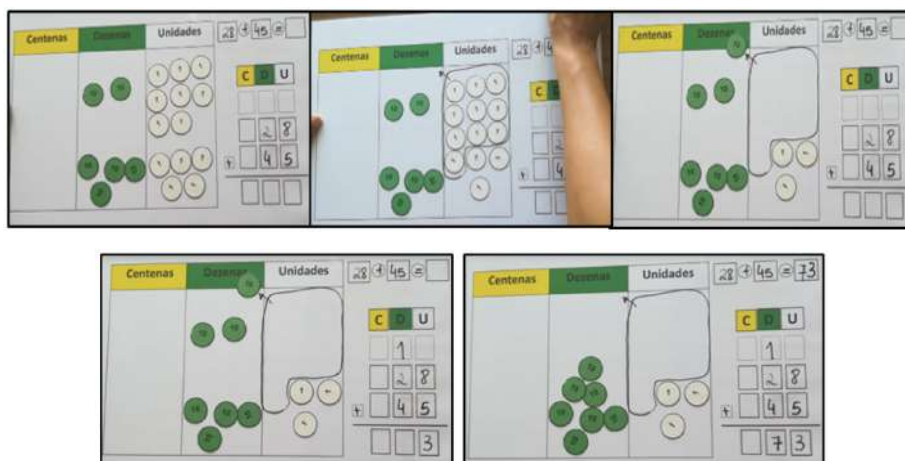 Centenas Dezenas Unidades 28 + 45 =
C D U
2 8
+ 4 5
Centenas Dezenas Unidades 28 + 4
C
2
+ 4
Centenas Dezenas Unidades 28 + 45 =
C D U
2 8
+ 4 5
Centenas Dezenas Unidades 28 + 45 =
C D U
1
2 8
+ 4 5
3
Centenas Dezenas Unidades 28 + 45 = 73
C D U
1
2 8
+ 4 5
7 3